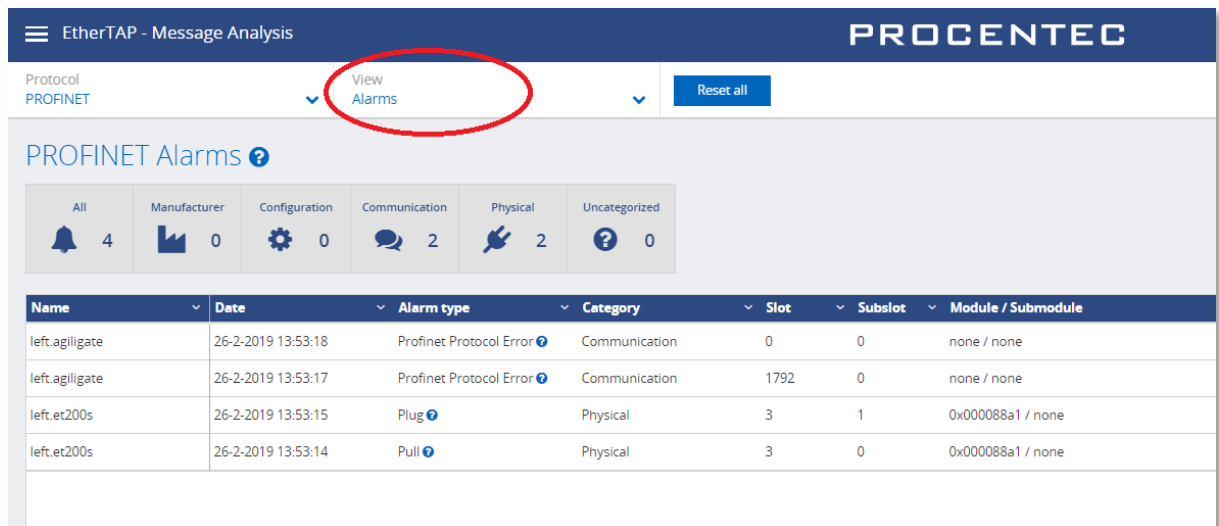 EtherTAP - Message Analysis
PROCENTEC
Protocol View
PROFINET Alarms Reset all
PROFINET Alarms ?
All Manufacturer Configuration Communication Physical Uncategorized
4 0 0 2 2 ? 0
Name Date Alarm type Category Slot Subslot Module / Submodule
left.agiligate 26-2-2019 13:53:18 Profinet Protocol Error ? Communication 0 0 none / none
left.agiligate 26-2-2019 13:53:17 Profinet Protocol Error ? Communication 1792 0 none / none
left.et200s 26-2-2019 13:53:15 Plug ? Physical 3 1 0x000088a1 / none
left.et200s 26-2-2019 13:53:14 Pull ? Physical 3 0 0x000088a1 / none